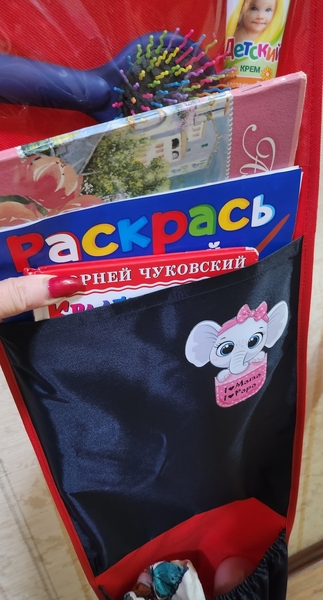 Детский
КРЕМ
Раскрась
КОРНЕЙ ЧУКОВСКИЙ
I ♥ Mama
I ♥ Papa